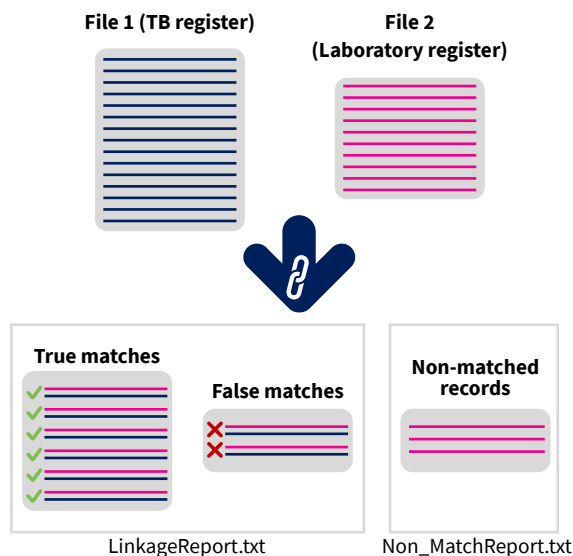 File 1 (TB register)
File 2
(Laboratory register)
True matches
False matches
Non-matched
records
LinkageReport.txt
Non_MatchReport.txt